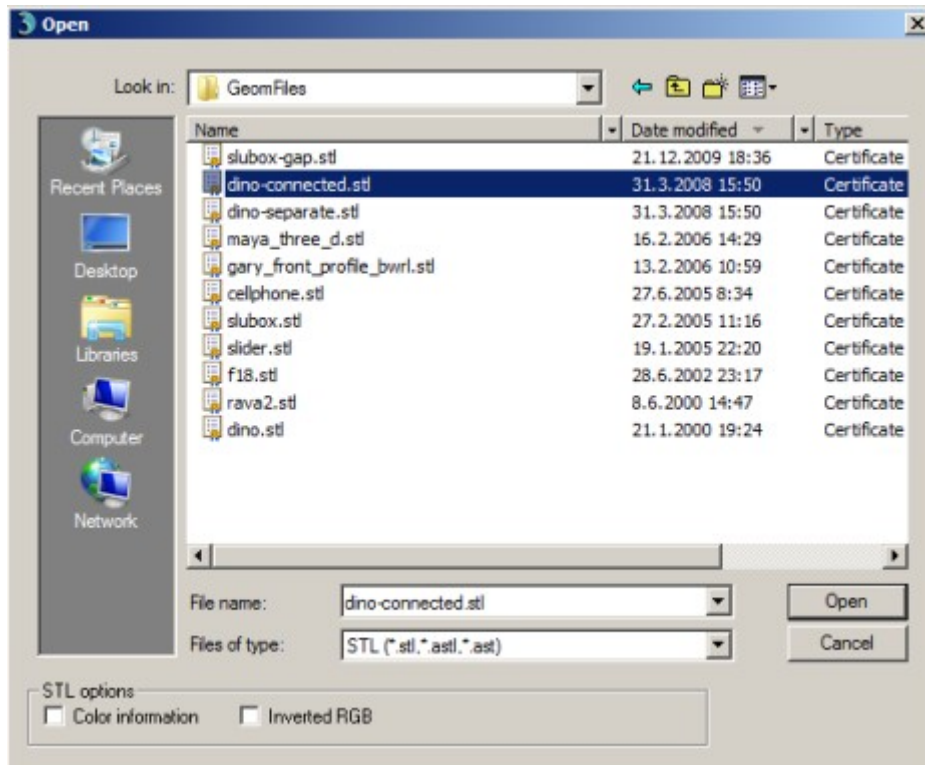 Open
Look in: GeomFiles
Name Date modified Type
slubox-gap.stl 21.12.2009 18:36 Certificate
dino-connected.stl 31.3.2008 15:50 Certificate
dino-separate.stl 31.3.2008 15:50 Certificate
maya_three_d.stl 16.2.2006 14:29 Certificate
gary_front_profile_bwrl.stl 13.2.2006 10:59 Certificate
cellphone.stl 27.6.2005 8:34 Certificate
slubox.stl 27.2.2005 11:16 Certificate
slider.stl 19.1.2005 22:20 Certificate
f18.stl 28.6.2002 23:17 Certificate
rava2.stl 8.6.2000 14:47 Certificate
dino.stl 21.1.2000 19:24 Certificate
Recent Places
Desktop
Libraries
Computer
Network
File name: dino-connected.stl Open
Files of type: STL (*.stl,*.astl,*.ast) Cancel
STL options
Color information Inverted RGB